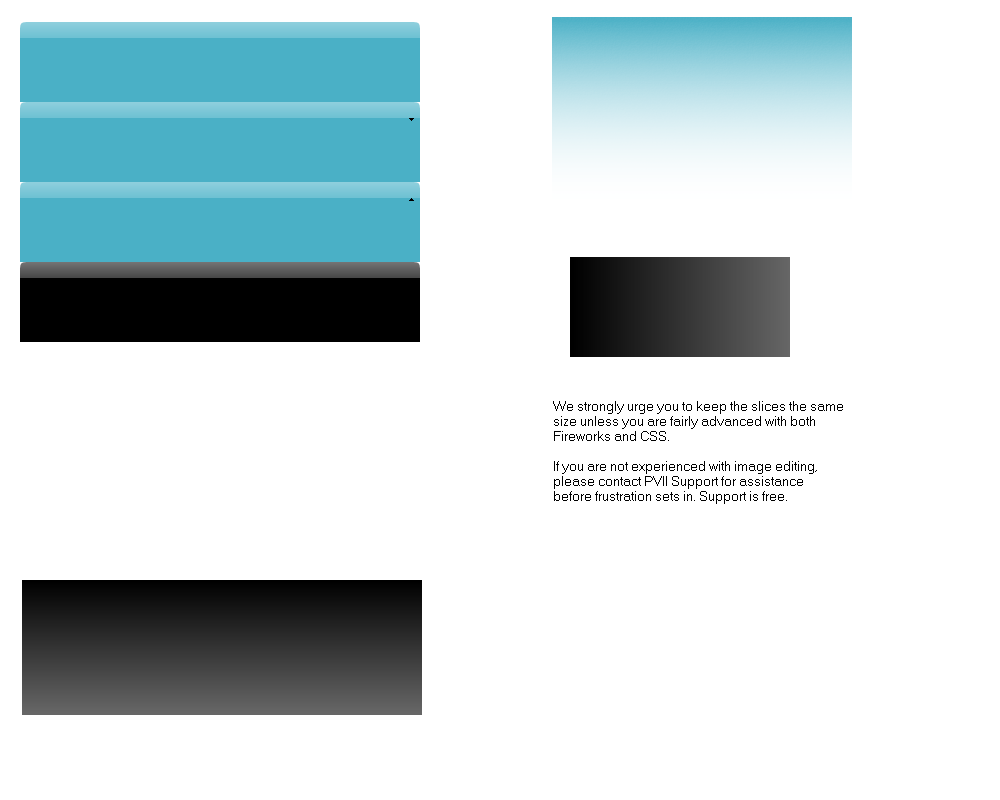 We strongly urge you to keep the slices the same
size unless you are fairly advanced with both
Fireworks and CSS.
If you are not experienced with image editing,
please contact PVII Support for assistance
before frustration sets in. Support is free.